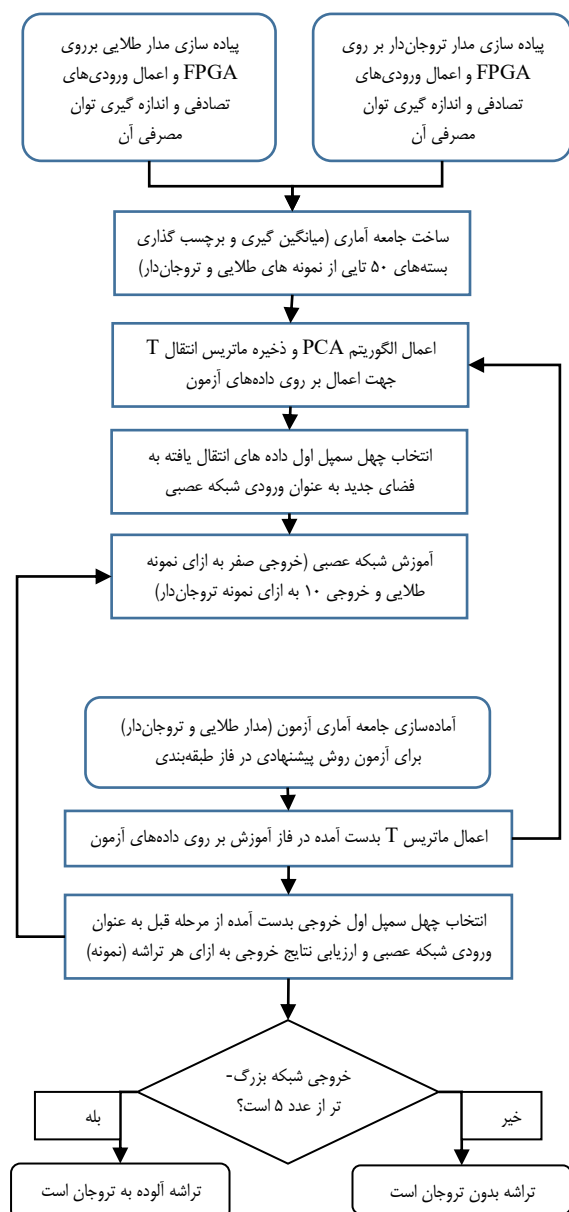 پیاده سازی مدار تروجان‌دار بر روی
FPGA و اعمال ورودی‌های
تصادفی و اندازه گیری توان
مصرفی آن
پیاده سازی مدار طلایی برروی
FPGA و اعمال ورودی‌های
تصادفی و اندازه گیری توان
مصرفی آن
ساخت جامعه آماری (میانگین گیری و برچسب گذاری
بسته‌های ۵۰ تایی از نمونه های طلایی و تروجان‌دار)
اعمال الگوریتم PCA و ذخیره ماتریس انتقال T
جهت اعمال بر روی داده‌های آزمون
انتخاب چهل سمپل اول داده های انتقال یافته به
فضای جدید به عنوان ورودی شبکه عصبی
آموزش شبکه عصبی (خروجی صفر به ازای نمونه
طلایی و خروجی ۱۰ به ازای نمونه تروجان‌دار)
آماده‌سازی جامعه آماری آزمون (مدار طلایی و تروجان‌دار)
برای آزمون روش پیشنهادی در فاز طبقه‌بندی
اعمال ماتریس T بدست آمده در فاز آموزش بر روی داده‌های آزمون
انتخاب چهل سمپل اول خروجی بدست آمده از مرحله قبل به عنوان
ورودی شبکه عصبی و ارزیابی نتایج خروجی به ازای هر تراشه (نمونه)
خروجی شبکه بزرگ-
تر از عدد ۵ است؟
خیر
بله
تراشه بدون تروجان است
تراشه آلوده به تروجان است